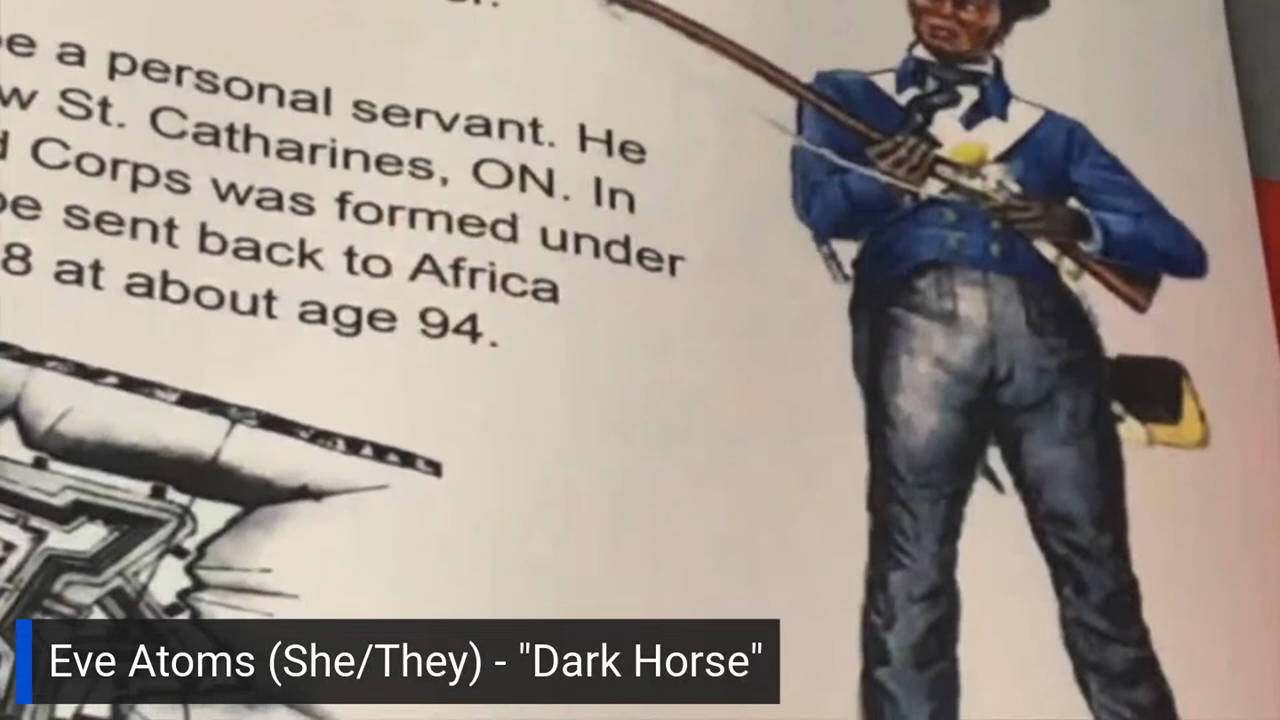 e a personal servant. He
w St. Catharines, ON. In
d Corps was formed under
be sent back to Africa
8 at about age 94.
Eve Atoms (She/They) - "Dark Horse"